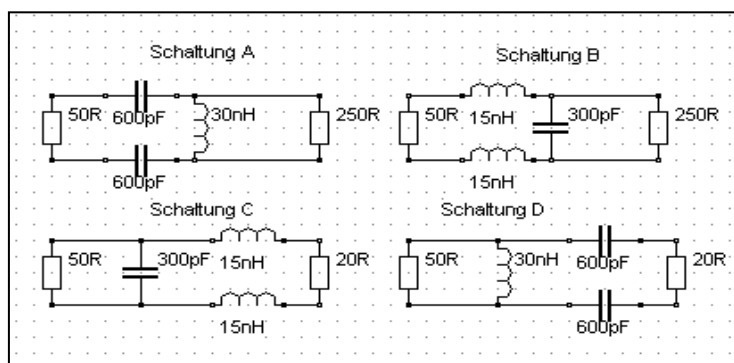 Schaltung A
50R
600pF
30nH
250R
600pF
Schaltung B
50R
15nH
300pF
250R
15nH
Schaltung C
50R
300pF
15nH
20R
15nH
Schaltung D
50R
30nH
600pF
20R
600pF